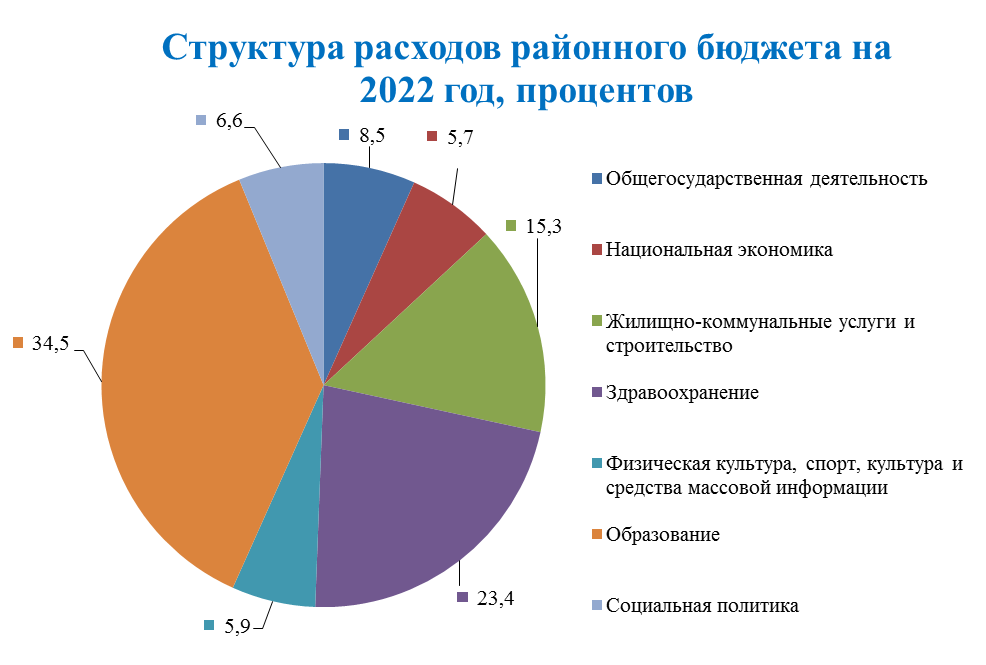 Структура расходов районного бюджета на
2022 год, процентов
6,6
8,5
5,7
15,3
34,5
23,4
5,9
Общегосударственная деятельность
Национальная экономика
Жилищно-коммунальные услуги и
строительство
Здравоохранение
Физическая культура, спорт, культура и
средства массовой информации
Образование
Социальная политика